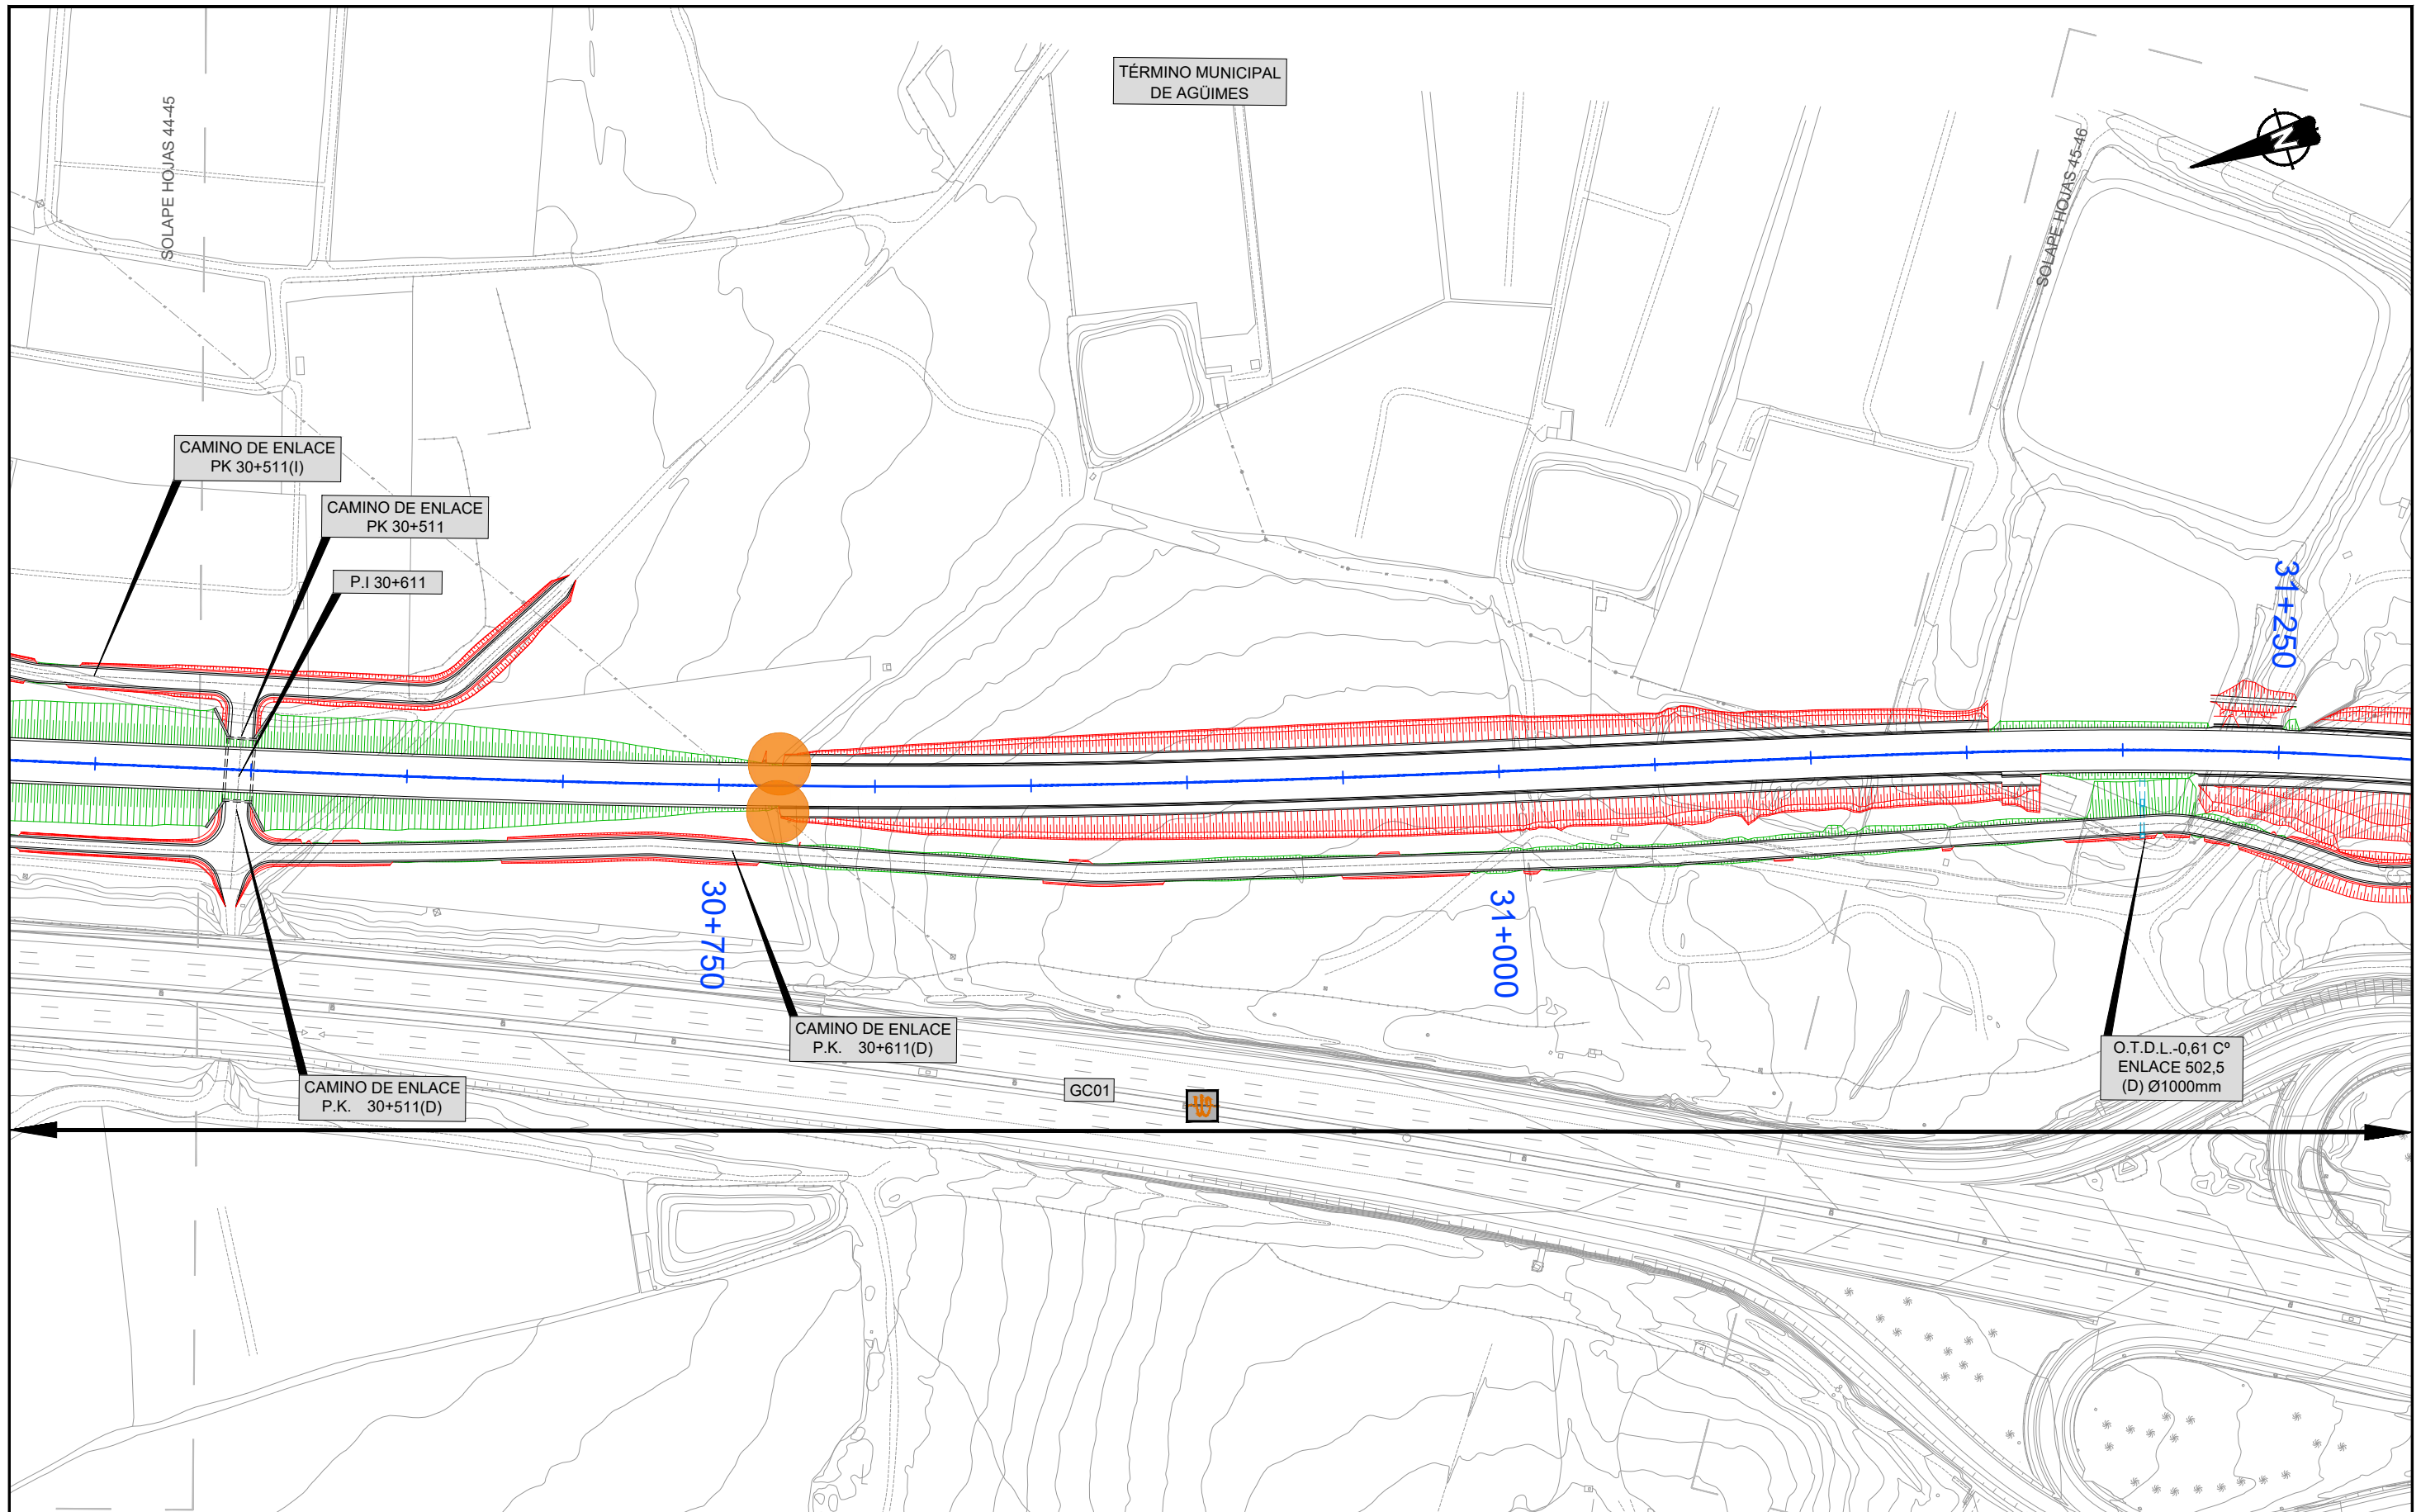 TÉRMINO MUNICIPAL
DE AGÜIMES
SOLAPE HOJAS 44-45
SOLAPE HOJAS 45-46
N
CAMINO DE ENLACE
PK 30+511(I)
CAMINO DE ENLACE
PK 30+511
P.I 30+611
31+250
30+750
31+000
CAMINO DE ENLACE
P.K. 30+611(D)
CAMINO DE ENLACE
P.K. 30+511(D)
GC01
O.T.D.L.-0,61 Cº
ENLACE 502,5
(D) Ø1000mm